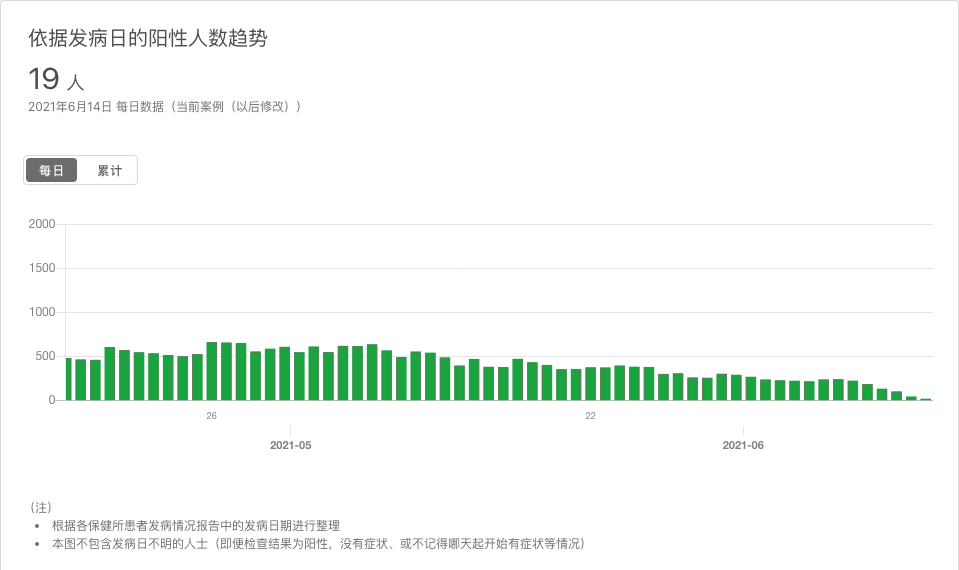 依据发病日的阳性人数趋势
19 人
2021年6月14日 每日数据（当前案例（以后修改））
每日 累计
2000
1500
1000
500
0
26 22
2021-05 2021-06
（注）
• 根据各保健所患者发病情况报告中的发病日期进行整理
• 本图不包含发病日不明的人士（即便检查结果为阳性，没有症状、或不记得哪天起开始有症状等情况）